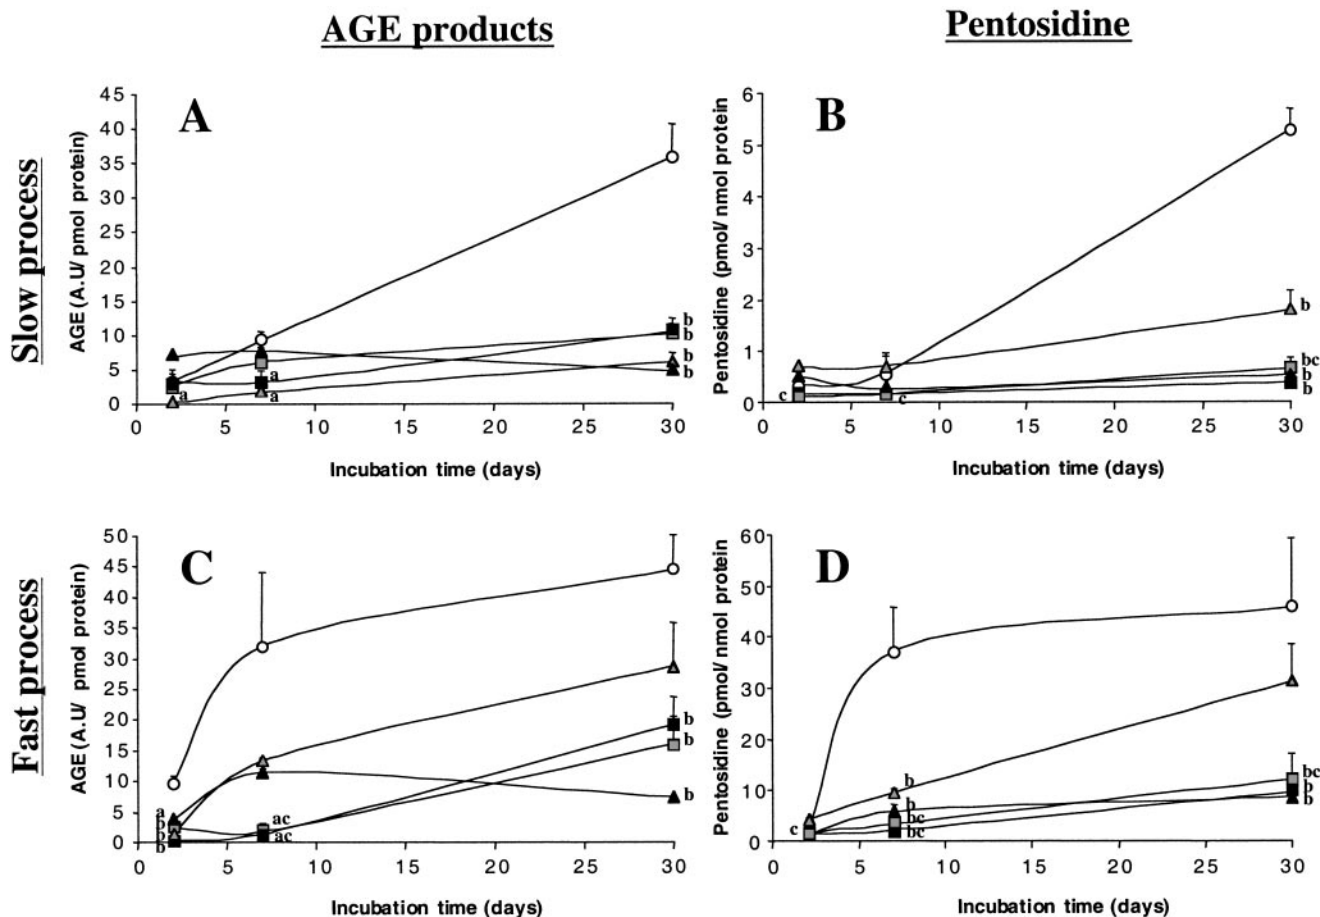 AGE products
Pentosidine
Slow process
Fast process
A
AGE (A.U/ pmol protein)
45
40
35
30
25
20
15
10
5
0
0 5 10 15 20 25 30
Incubation time (days)
a
a
b
b
b
b
B
Pentosidine (pmol/ nmol protein
6
5
4
3
2
1
0
0 5 10 15 20 25 30
Incubation time (days)
c
c
b
bc
b
b
C
AGE (A.U/ pmol protein)
50
45
40
35
30
25
20
15
10
5
0
0 5 10 15 20 25 30
Incubation time (days)
a
b
b
b
ac
ac
b
b
b
D
Pentosidine (pmol/ nmol protein
60
50
40
30
20
10
0
0 5 10 15 20 25 30
Incubation time (days)
c
b
b
bc
bc
bc
b
b